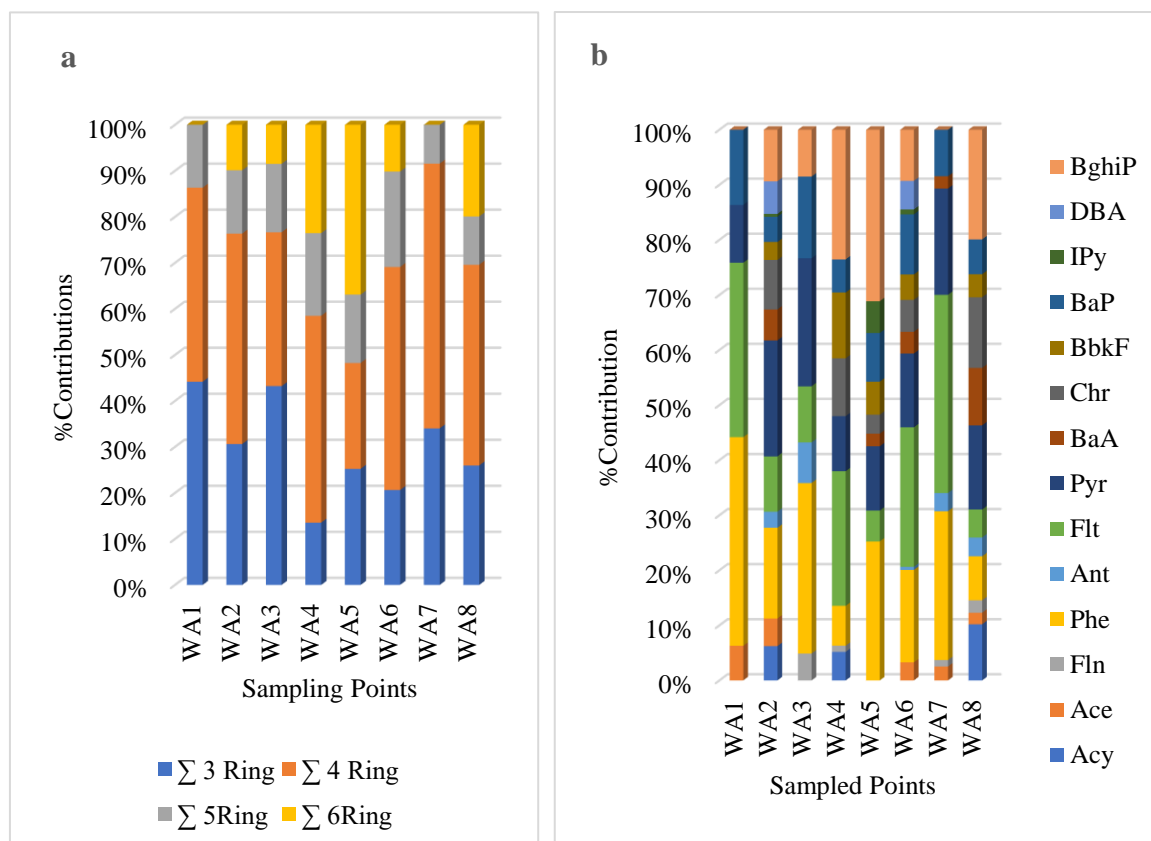 a
100%
90%
80%
70%
60%
50%
40%
30%
20%
10%
0%
%Contributions
WA1
WA2
WA3
WA4
WA5
WA6
WA7
WA8
Sampling Points
∑ 3 Ring
∑ 4 Ring
∑ 5Ring
∑ 6Ring
b
100%
90%
80%
70%
60%
50%
40%
30%
20%
10%
0%
%Contribution
WA1
WA2
WA3
WA4
WA5
WA6
WA7
WA8
Sampled Points
BghiP
DBA
IPy
BaP
BbkF
Chr
BaA
Pyr
Flt
Ant
Phe
Fln
Ace
Acy